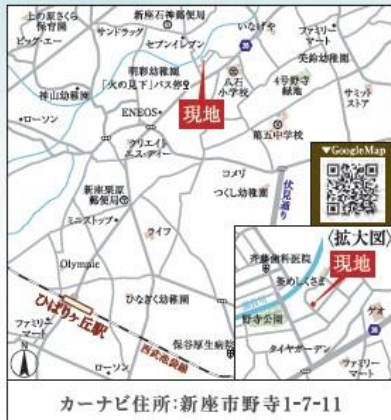 上の原さくら
保育園
ビッグ・エー
サンドラッグ
新座石神郵便局
セブンイレブン
いなげや
ファミリー
マート
美鈴幼稚園
明彩幼稚園
「火の見下」バス停
八石
小学校
4号野寺
緑地
サミット
ストア
神山幼稚園
ローソン
ENEOS
現地
第五中学校
クリエイト
エス・ディー
▼GoogleMap
コメリ
つくし幼稚園
伏見通り
新座栗原
郵便局
ミニストップ
ライフ
〈拡大図〉
斉藤歯科医院
釜めしくさま
現地
Olympic
ひばりヶ丘駅
ひなぎく幼稚園
野寺公園
ゲオ
タイヤガーデン
ファミリー
マート
N
西武池袋線
保谷厚生病院
ローソン
ファミリー
マート
カーナビ住所:新座市野寺1-7-11